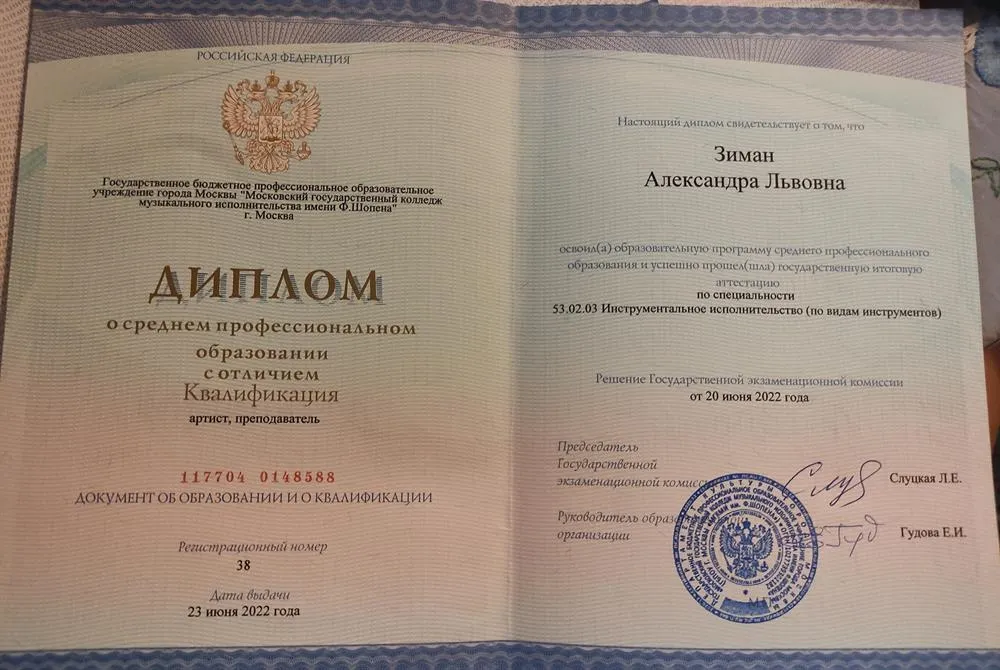 РОССИЙСКАЯ ФЕДЕРАЦИЯ
Государственное бюджетное профессиональное образовательное
учреждение города Москвы "Московский государственный колледж
музыкального исполнительства имени Ф.Шопена"
г. Москва
ДИПЛОМ
о среднем профессиональном
образовании
с отличием
Квалификация
артист, преподаватель
117704 0148588
ДОКУМЕНТ ОБ ОБРАЗОВАНИИ И О КВАЛИФИКАЦИИ
Регистрационный номер
38
Дата выдачи
23 июня 2022 года
Настоящий диплом свидетельствует о том, что
Зиман
Александра Львовна
освоил(а) образовательную программу среднего профессионального
образования и успешно прошел(шла) государственную итоговую
аттестацию
по специальности
53.02.03 Инструментальное исполнительство (по видам инструментов)
Решение Государственной экзаменационной комиссии
от 20 июня 2022 года
Председатель
Государственной
экзаменационной
Слуцкая Л.Е.
Руководитель
организации
Гудова Е.И.